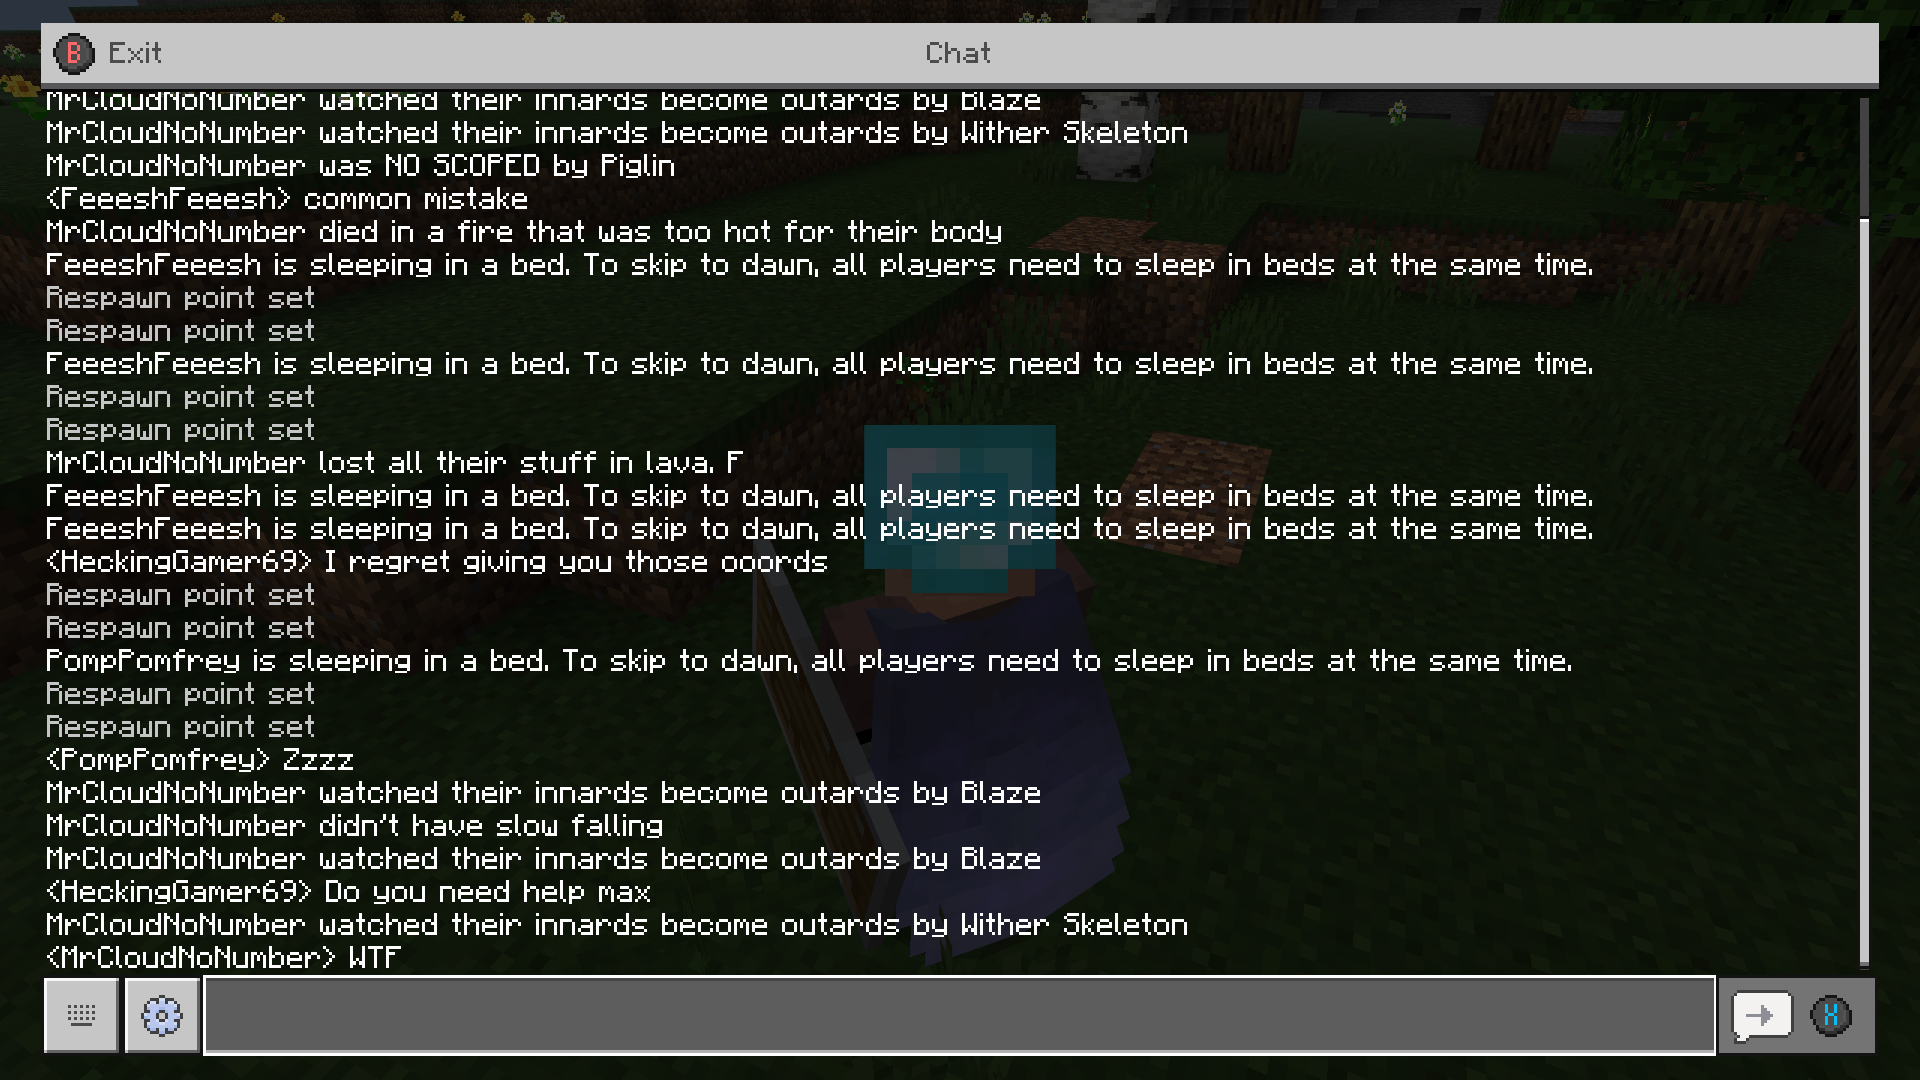 B Exit
Chat
MrCloudNoNumber watched their innards become outards by Blaze
MrCloudNoNumber watched their innards become outards by Wither Skeleton
MrCloudNoNumber was NO SCOPED by Piglin
<FeeeshFeeesh> common mistake
MrCloudNoNumber died in a fire that was too hot for their body
FeeeshFeeesh is sleeping in a bed. To skip to dawn, all players need to sleep in beds at the same time.
Respawn point set
Respawn point set
FeeeshFeeesh is sleeping in a bed. To skip to dawn, all players need to sleep in beds at the same time.
Respawn point set
Respawn point set
MrCloudNoNumber lost all their stuff in lava. F
FeeeshFeeesh is sleeping in a bed. To skip to dawn, all players need to sleep in beds at the same time.
FeeeshFeeesh is sleeping in a bed. To skip to dawn, all players need to sleep in beds at the same time.
<HeckingGamer69> I regret giving you those ooords
Respawn point set
Respawn point set
PompPomfrey is sleeping in a bed. To skip to dawn, all players need to sleep in beds at the same time.
Respawn point set
Respawn point set
<PompPomfrey> Zzzz
MrCloudNoNumber watched their innards become outards by Blaze
MrCloudNoNumber didn't have slow falling
MrCloudNoNumber watched their innards become outards by Blaze
<HeckingGamer69> Do you need help max
MrCloudNoNumber watched their innards become outards by Wither Skeleton
<MrCloudNoNumber> WTF
X